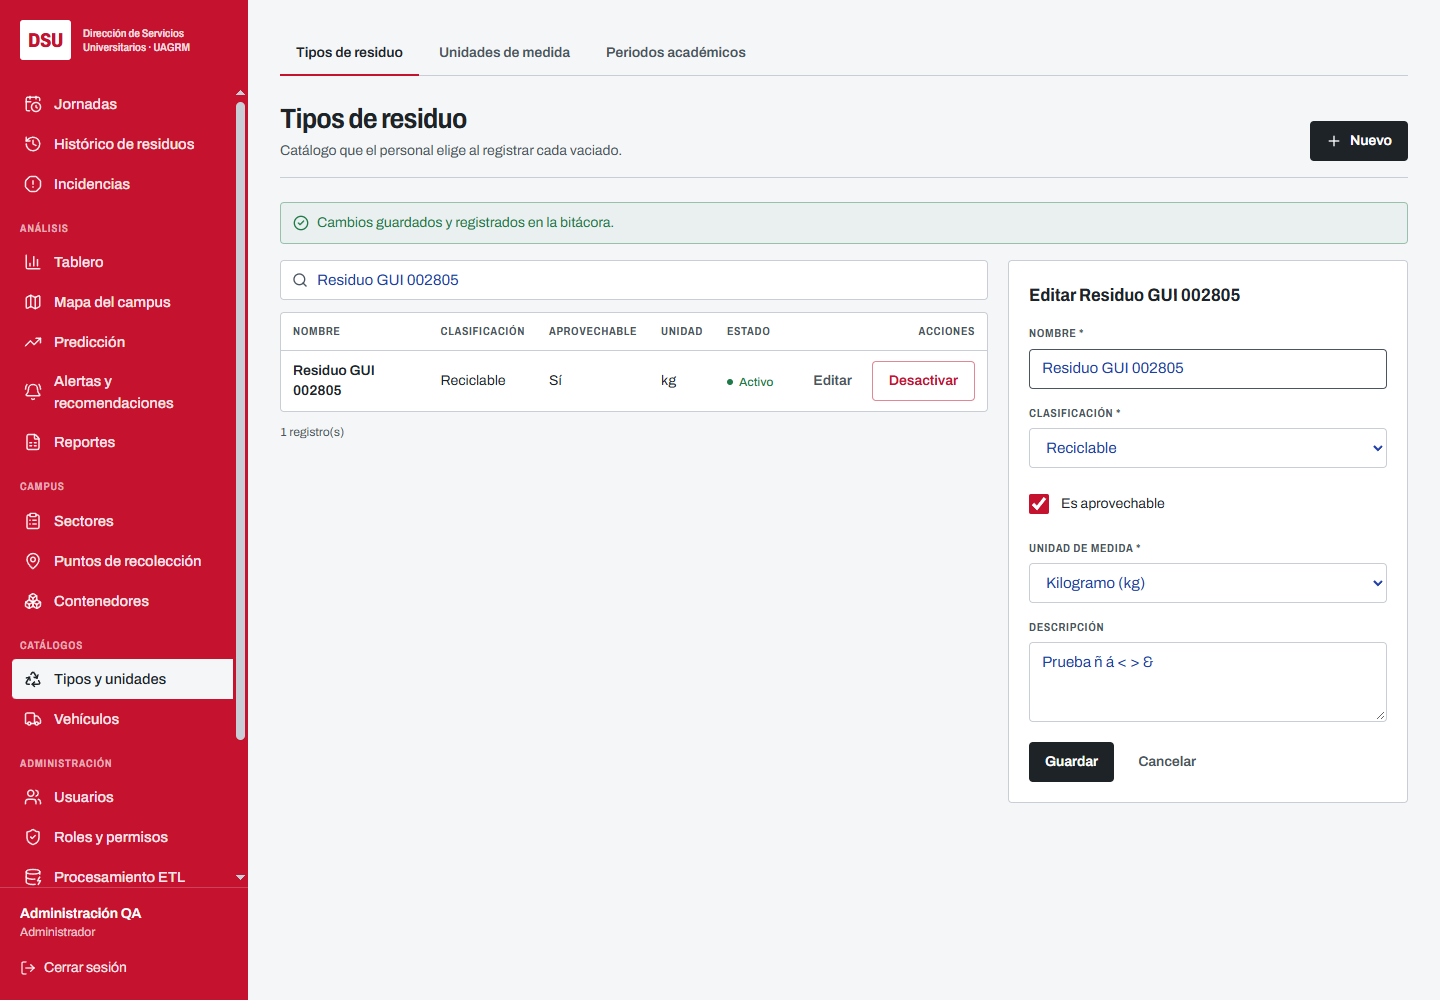 DSU
Dirección de Servicios
Universitarios · UAGRM
Jornadas
Histórico de residuos
Incidencias
ANÁLISIS
Tablero
Mapa del campus
Predicción
Alertas y
recomendaciones
Reportes
CAMPUS
Sectores
Puntos de recolección
Contenedores
CATÁLOGOS
Tipos y unidades
Vehículos
ADMINISTRACIÓN
Usuarios
Roles y permisos
Procesamiento ETL
Administración QA
Administrador
Cerrar sesión
Tipos de residuo Unidades de medida Periodos académicos
Tipos de residuo
Catálogo que el personal elige al registrar cada vaciado.
Nuevo
Cambios guardados y registrados en la bitácora.
Residuo GUI 002805
NOMBRE CLASIFICACIÓN APROVECHABLE UNIDAD ESTADO ACCIONES
Residuo GUI
002805
Reciclable Sí kg Activo Editar Desactivar
1 registro(s)
Editar Residuo GUI 002805
NOMBRE *
Residuo GUI 002805
CLASIFICACIÓN *
Reciclable
Es aprovechable
UNIDAD DE MEDIDA *
Kilogramo (kg)
DESCRIPCIÓN
Prueba ñ á < > &
Guardar Cancelar